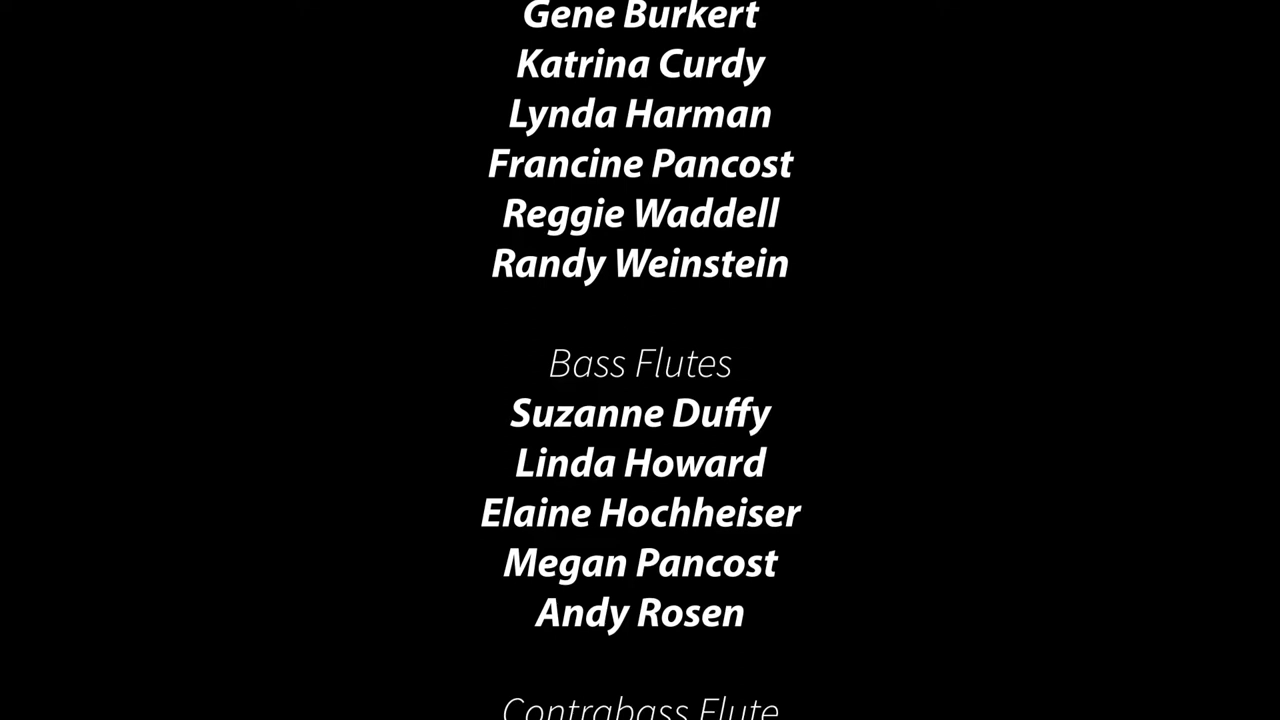 Gene Burkert
Katrina Curdy
Lynda Harman
Francine Pancost
Reggie Waddell
Randy Weinstein
Bass Flutes
Suzanne Duffy
Linda Howard
Elaine Hochheiser
Megan Pancost
Andy Rosen
Contrabass Flute